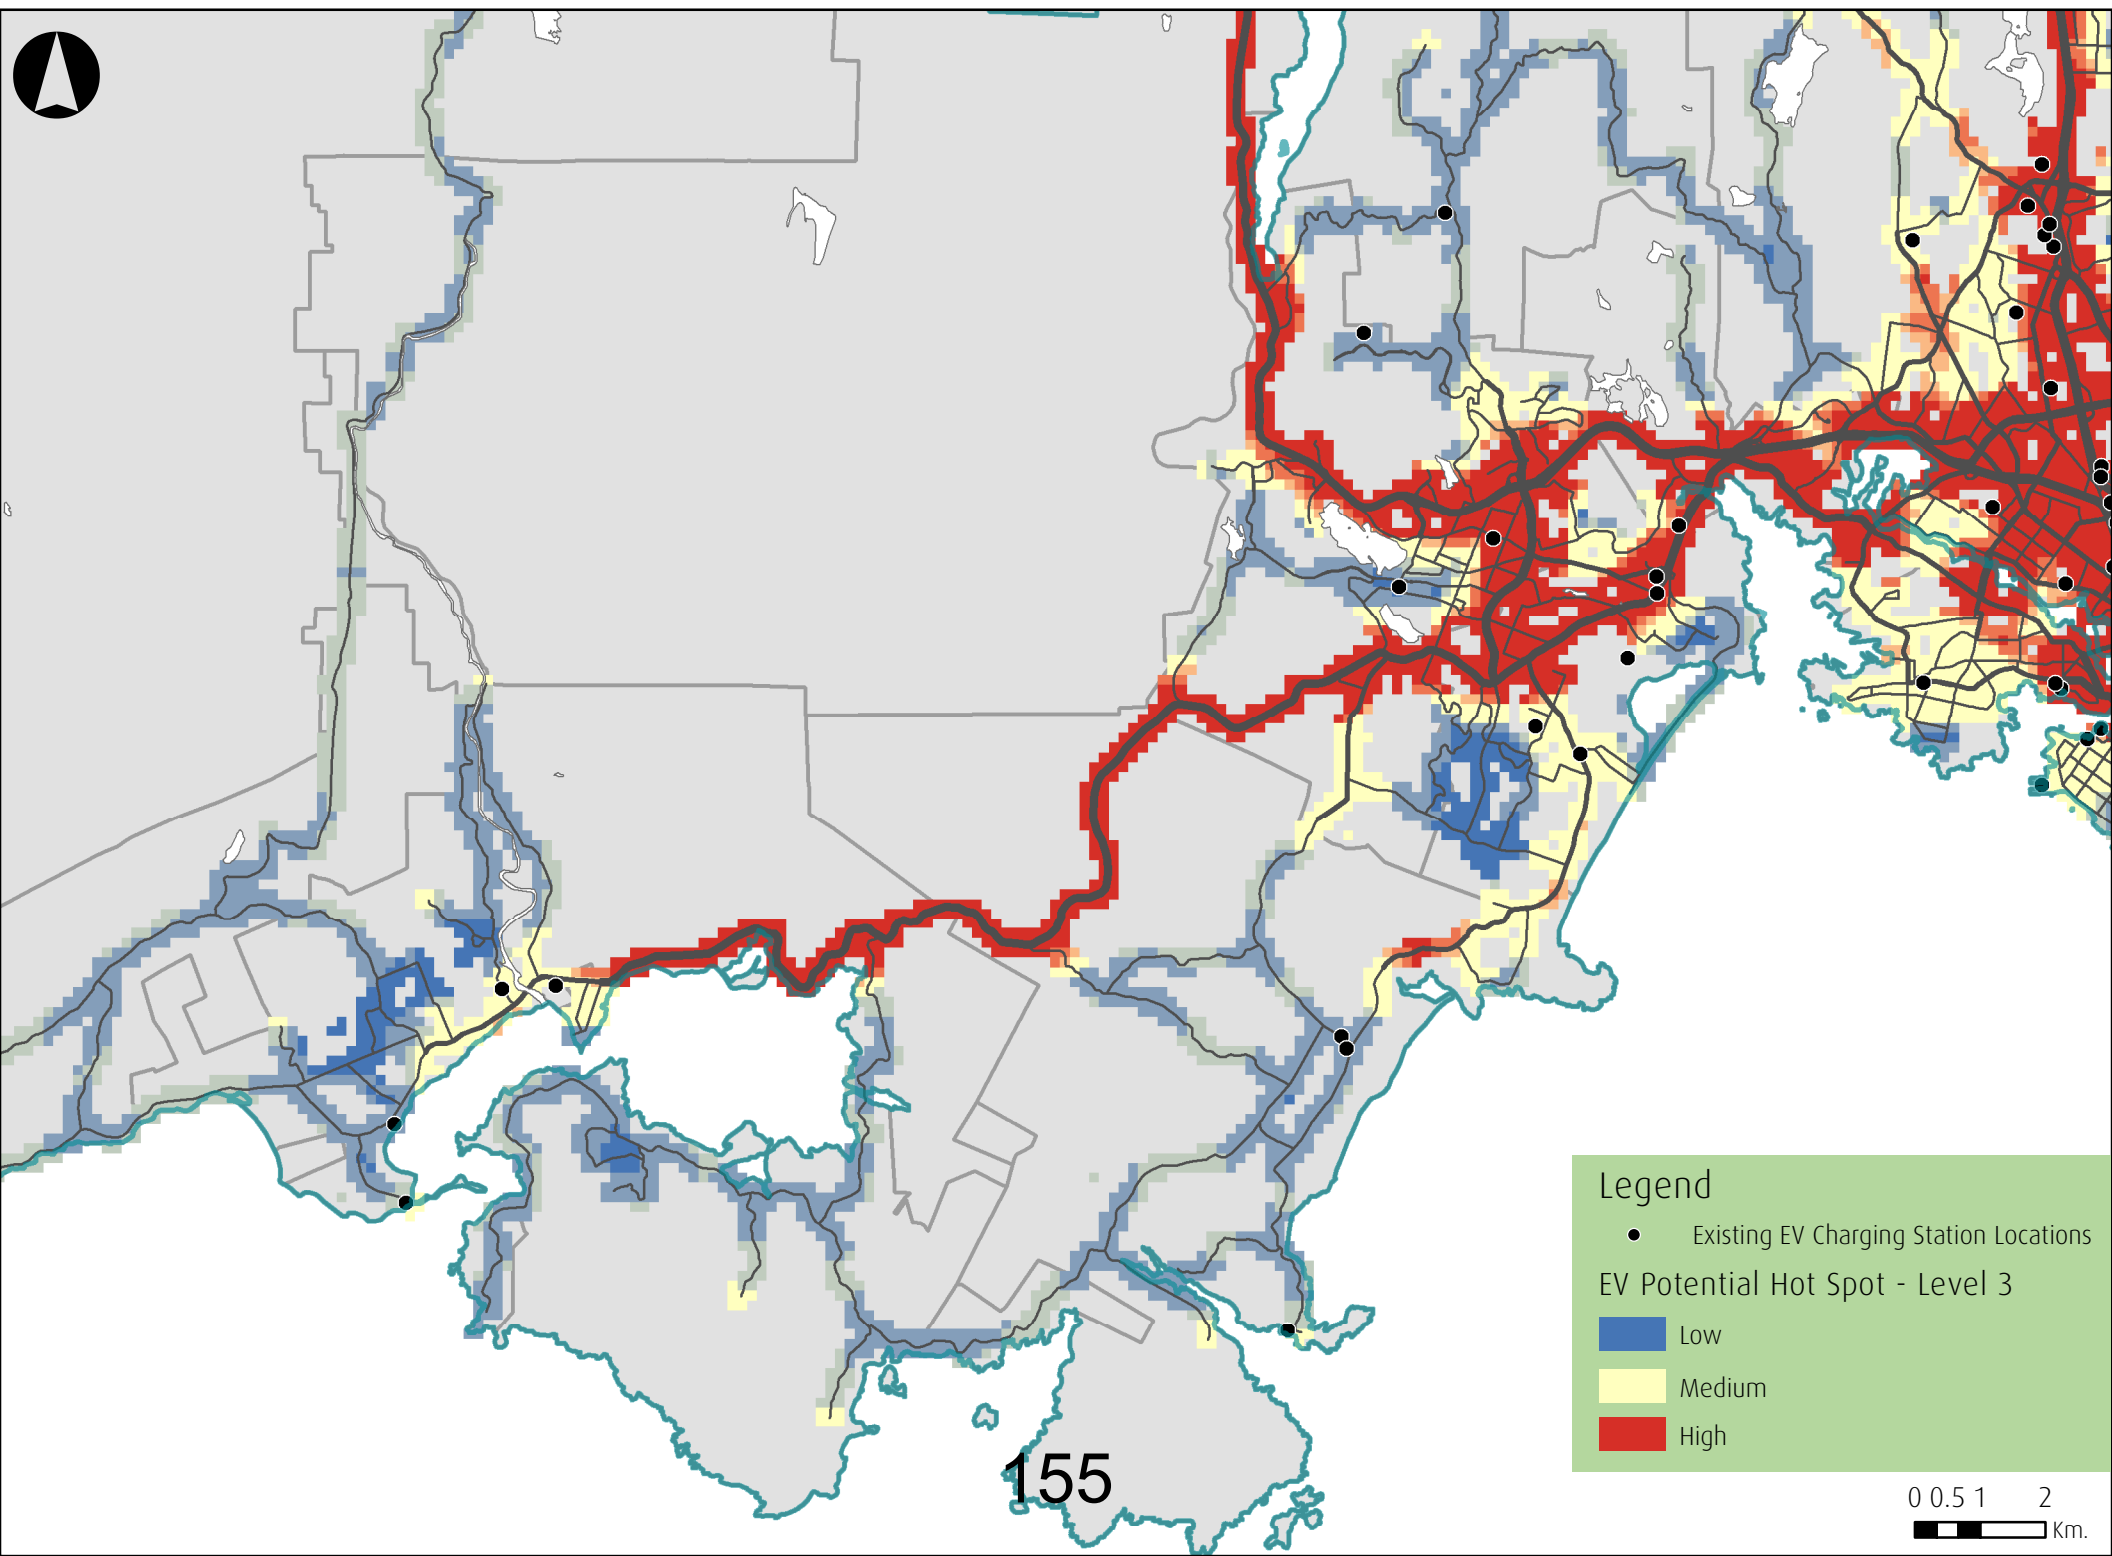 Legend
Existing EV Charging Station Locations
EV Potential Hot Spot - Level 3
Low
Medium
High
155
0 0.5 1 2
Km.